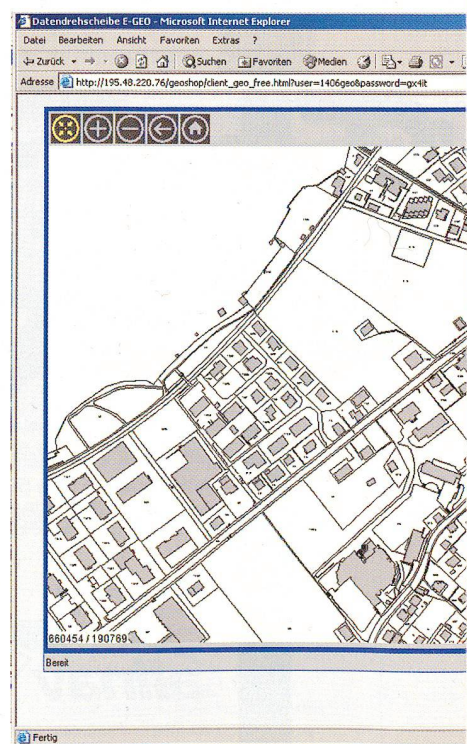 Datendrehscheibe E-GEO - Microsoft Internet Explorer
Datei Bearbeiten Ansicht Favoriten Extras ?
Zurück Suchen Favoriten Medien
Adresse http://195.48.220.76/geoshop/client_geo_free.html?user=1406geo&password=gx4it
660454 / 190769
Bereit
Fertig